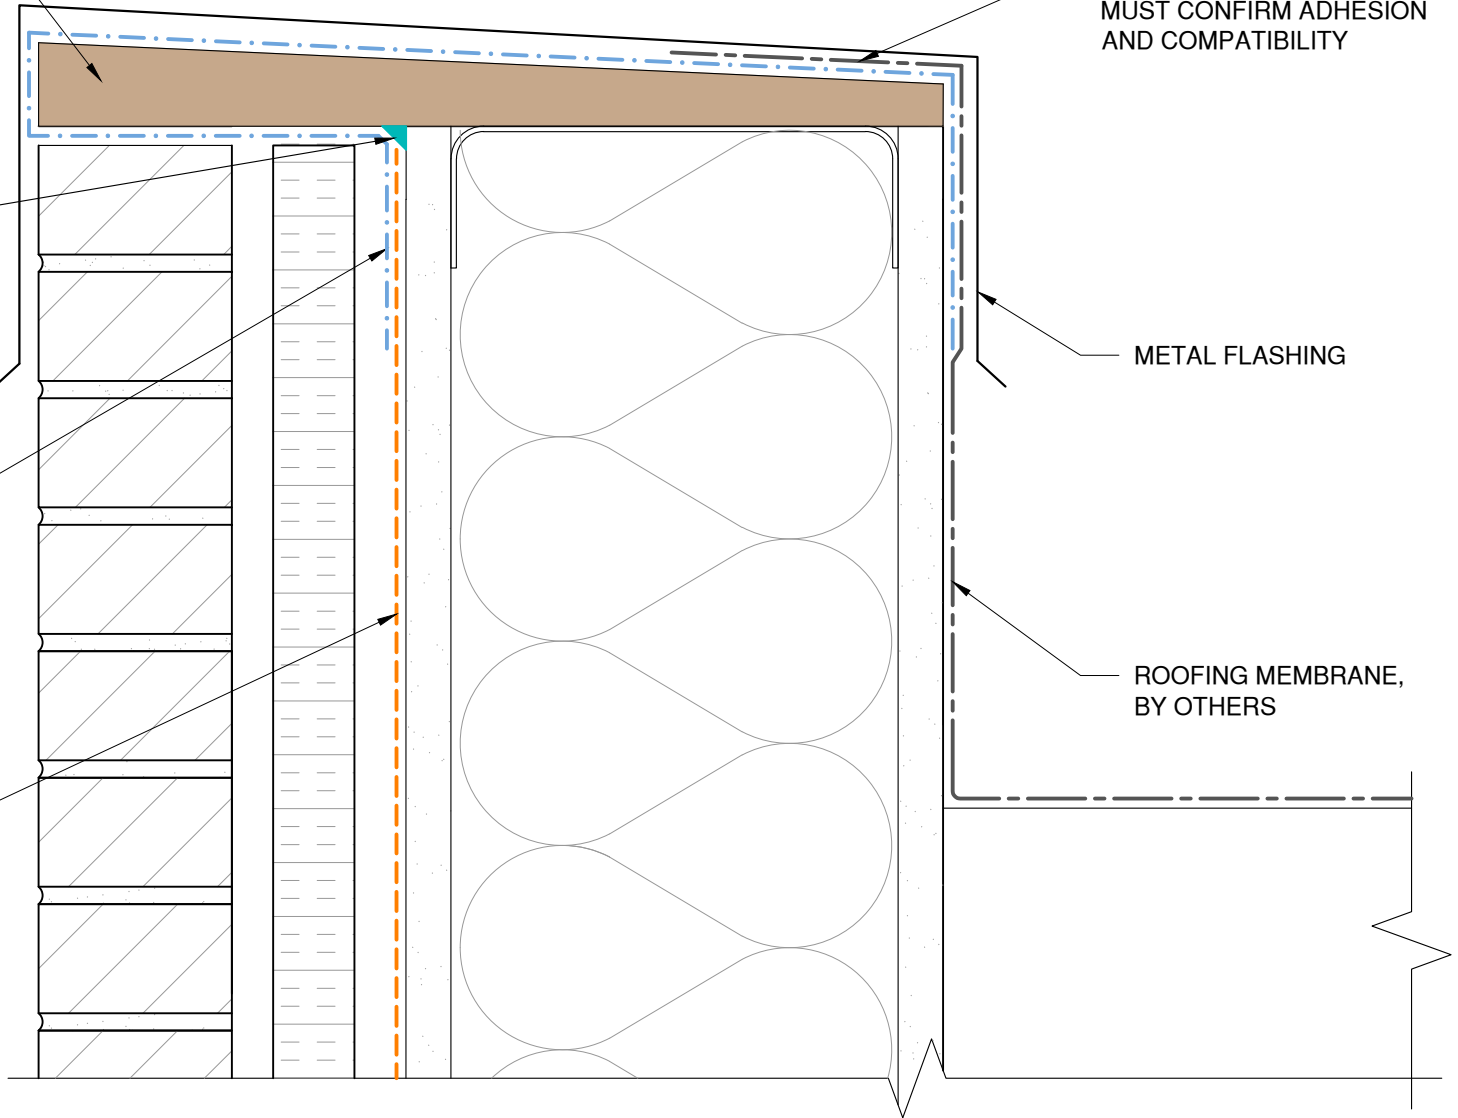 MUST CONFIRM ADHESION
AND COMPATIBILITY
METAL FLASHING
ROOFING MEMBRANE,
BY OTHERS